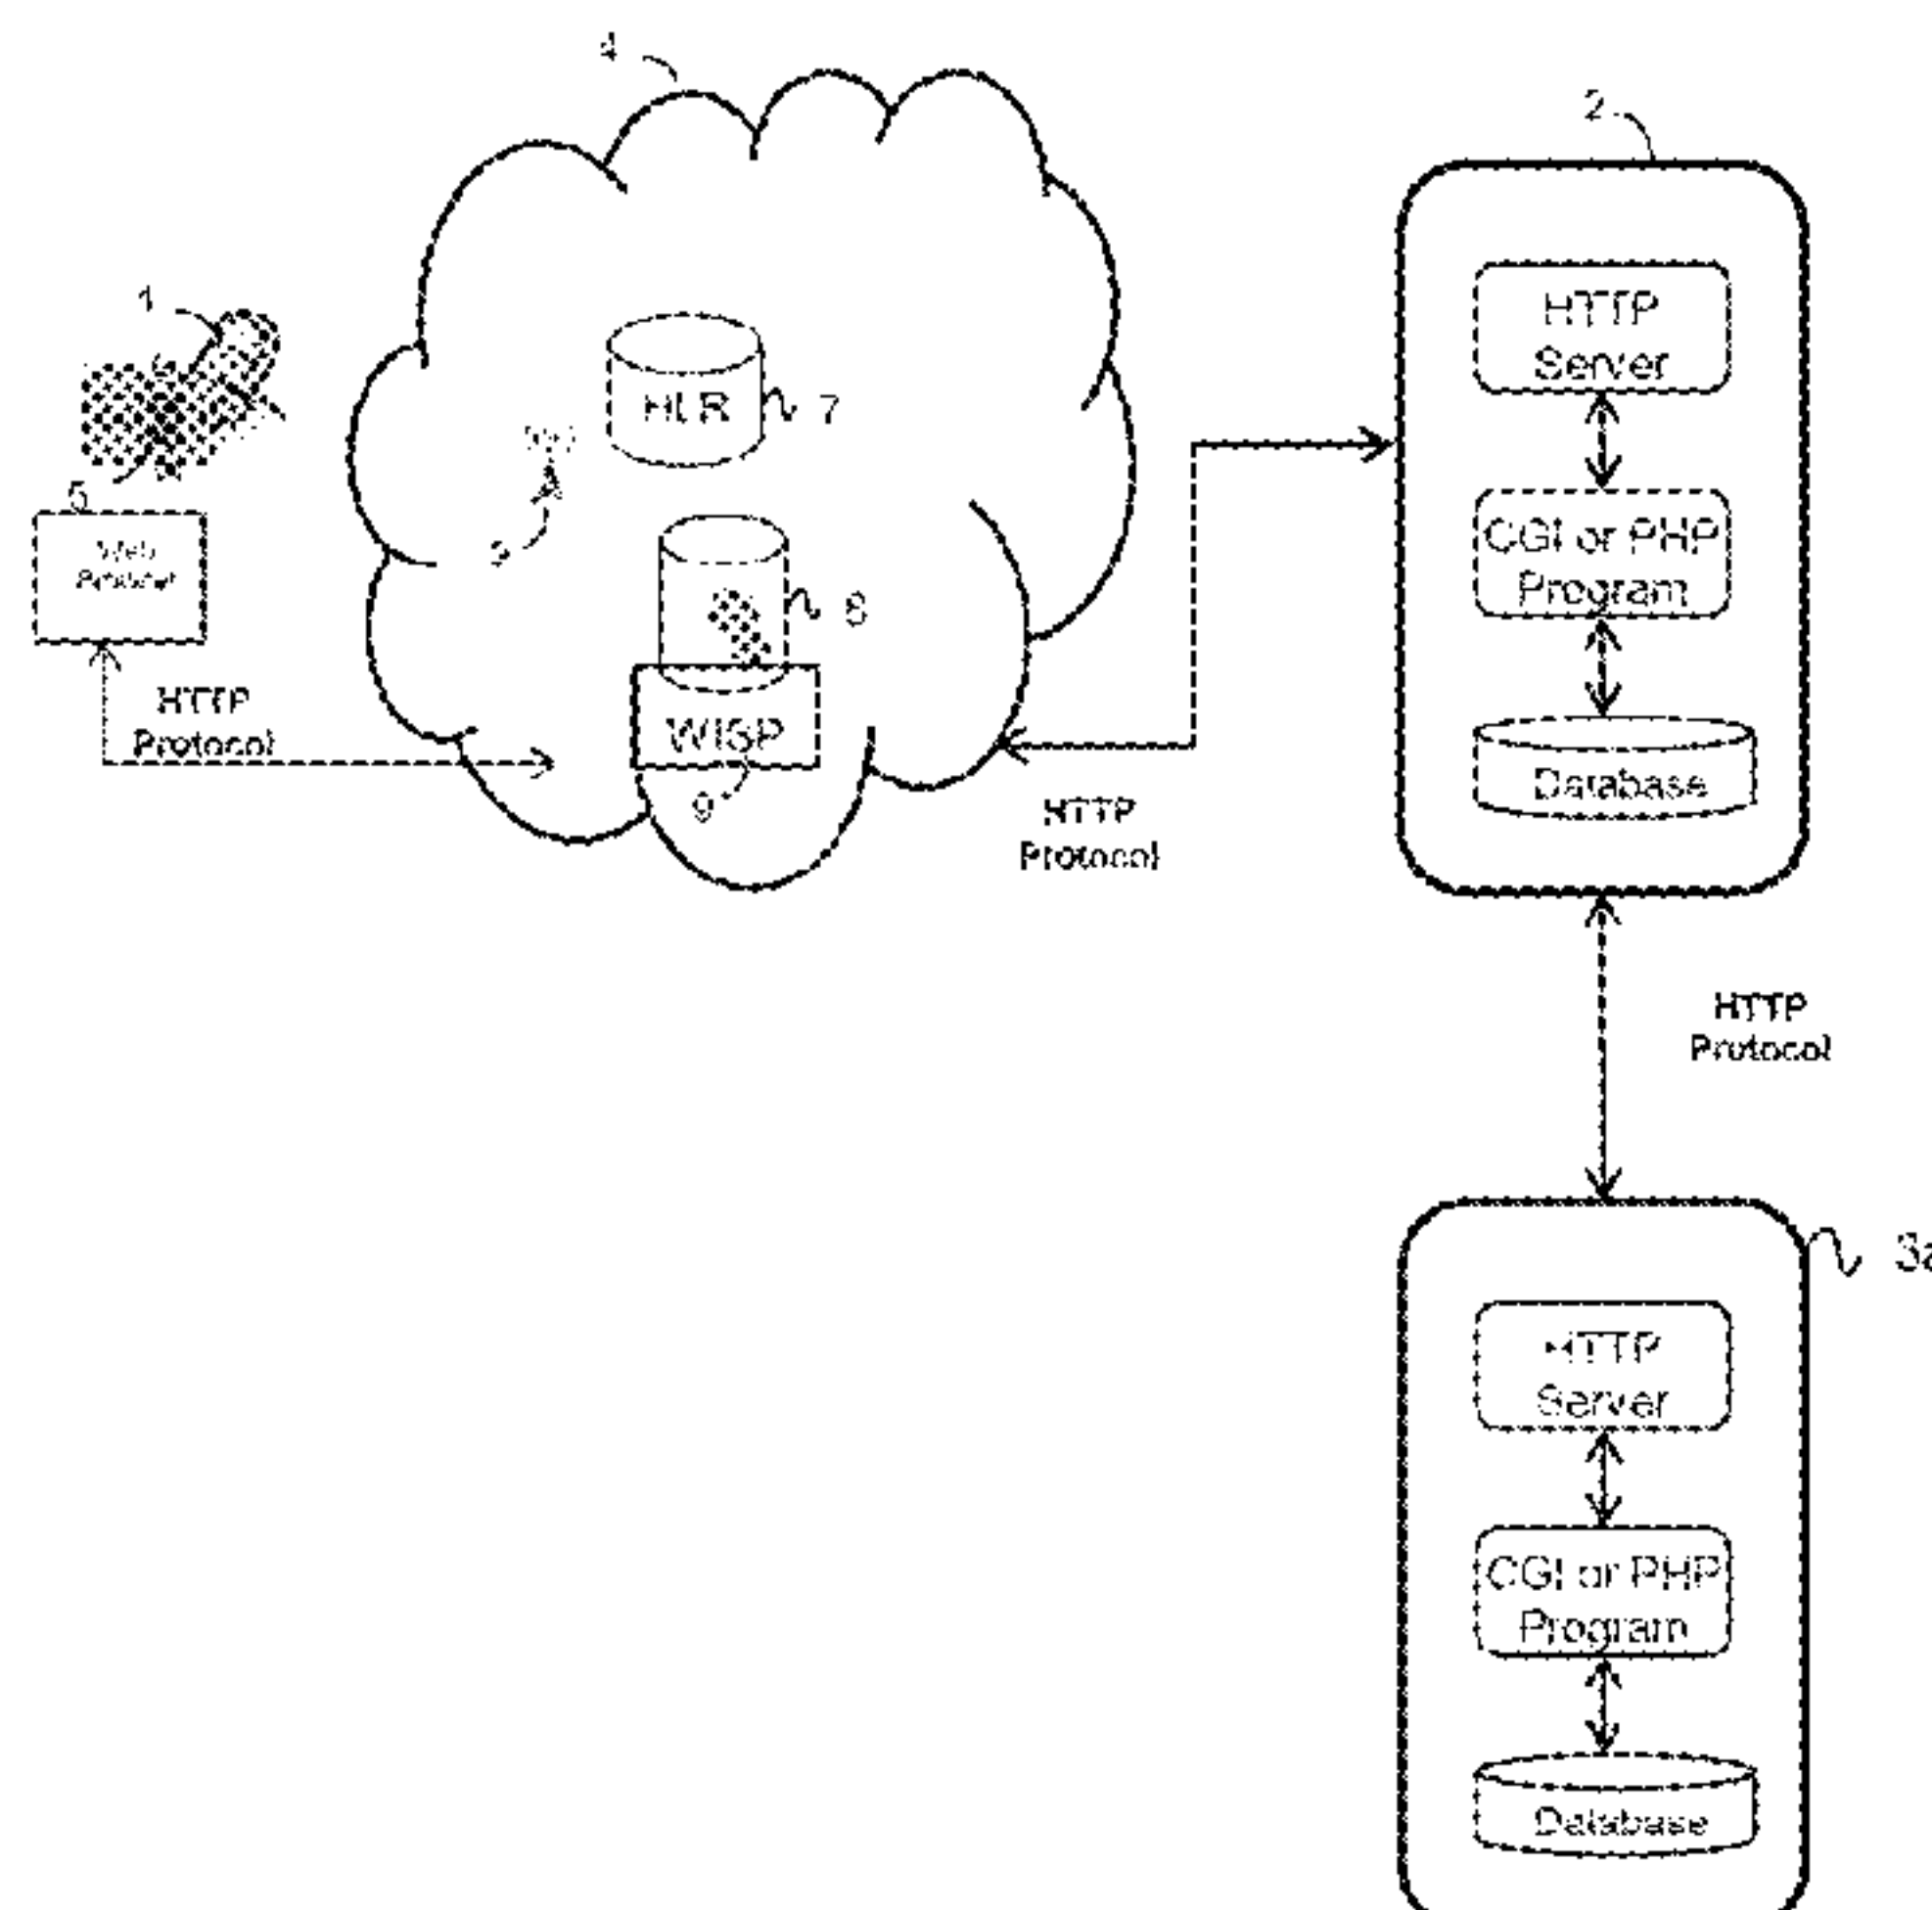 4
2
1
HTTP
Server
HLR
7
5
Web
CGI or PHP
Program
8
HTTP
Protocol
WISP
9
Database
HTTP
Protocol
HTTP
Protocol
HTTP
Server
CGI or PHP
Program
Database